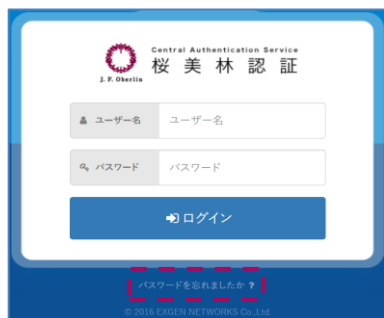 Central Authentication Service
桜美林認証
J. F. Oberlin
ユーザー名 ユーザー名
パスワード パスワード
ログイン
パスワードを忘れましたか ?
© 2016 EXGEN NETWORKS Co.,Ltd.